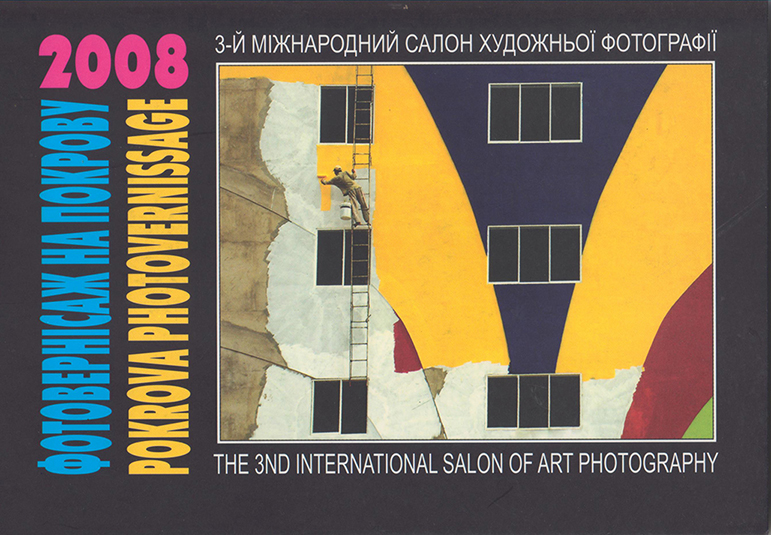 2008
ФОТОВЕРНІСАЖ НА ПОКРОВУ
POKROVA PHOTOVERNISSAGE
3-Й МІЖНАРОДНИЙ САЛОН ХУДОЖНЬОЇ ФОТОГРАФІЇ
THE 3ND INTERNATIONAL SALON OF ART PHOTOGRAPHY